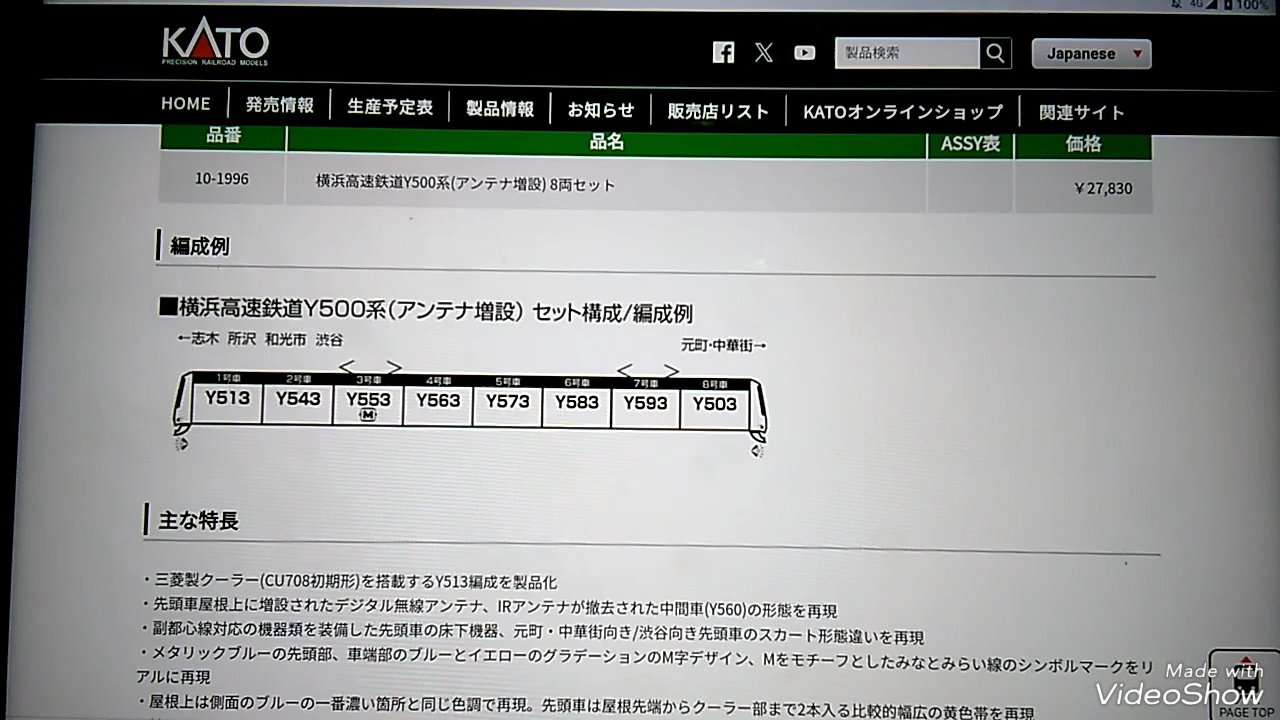 4G 100%
KATO
PRECISION RAILROAD MODELS
製品検索
Japanese
HOME 発売情報 生産予定表 製品情報 お知らせ 販売店リスト KATOオンラインショップ 関連サイト
品番 品名 ASSY表 価格
10-1996 横浜高速鉄道Y500系(アンテナ増設) 8両セット ￥27,830
編成例
■横浜高速鉄道Y500系(アンテナ増設) セット構成/編成例
←志木 所沢 和光市 渋谷 元町・中華街→
1号車 2号車 3号車 4号車 5号車 6号車 7号車 8号車
Y513 Y543 Y553 Y563 Y573 Y583 Y593 Y503
M
主な特長
・三菱製クーラー(CU708初期形)を搭載するY513編成を製品化
・先頭車屋根上に増設されたデジタル無線アンテナ、IRアンテナが撤去された中間車(Y560)の形態を再現
・副都心線対応の機器類を装備した先頭車の床下機器、元町・中華街向き/渋谷向き先頭車のスカート形態違いを再現
・メタリックブルーの先頭部、車端部のブルーとイエローのグラデーションのM字デザイン、Mをモチーフとしたみなとみらい線のシンボルマークをリ
アルに再現
・屋根上は側面のブルーの一番濃い箇所と同じ色調で再現。先頭車は屋根先端からクーラー部まで2本入る比較的幅広の黄色帯を再現
Made with
VideoShow
PAGE TOP